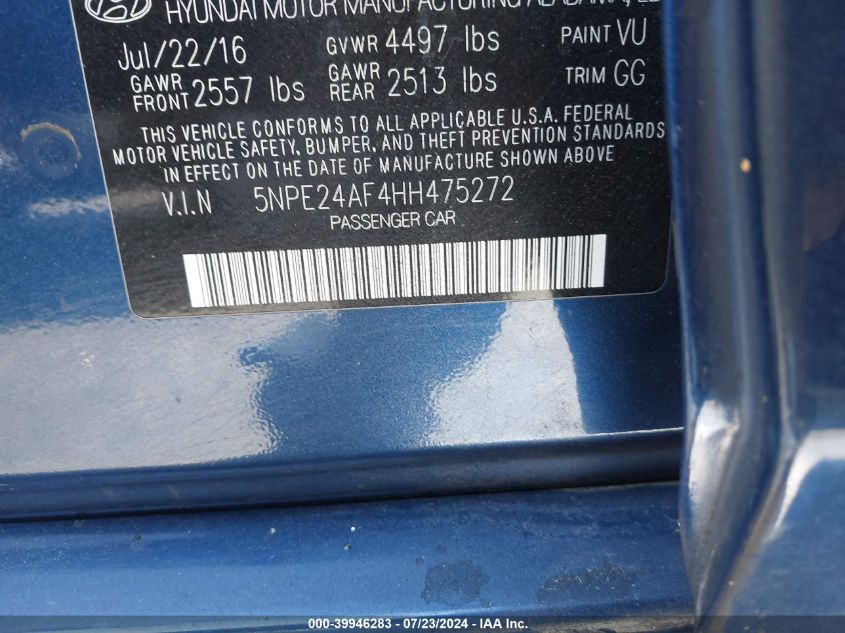 HYUNDAI MOTOR MANUFACTURING ALABAMA,
Jul/22/16 GVWR 4497 lbs PAINT VU
GAWR FRONT 2557 lbs GAWR REAR 2513 lbs TRIM GG
THIS VEHICLE CONFORMS TO ALL APPLICABLE U.S.A. FEDERAL
MOTOR VEHICLE SAFETY, BUMPER, AND THEFT PREVENTION STANDARDS
IN EFFECT ON THE DATE OF MANUFACTURE SHOWN ABOVE
V.I.N 5NPE24AF4HH475272
PASSENGER CAR
000-39946283 - 07/23/2024 - IAAI.com